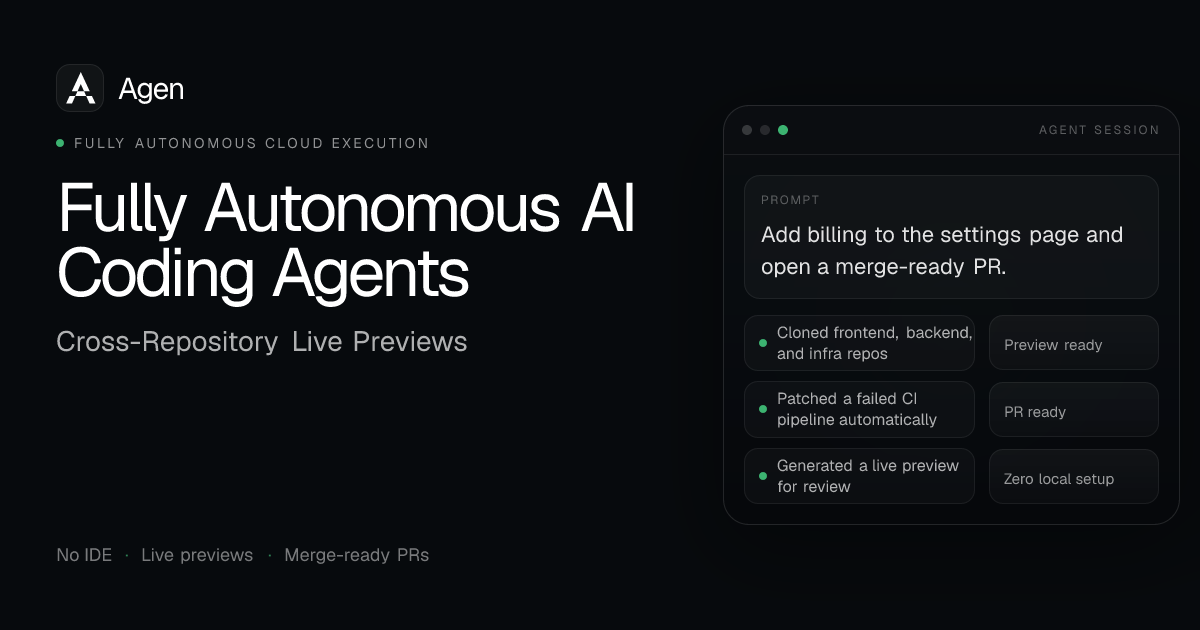 Agen
FULLY AUTONOMOUS CLOUD EXECUTION
Fully Autonomous AI
Coding Agents
Cross-Repository Live Previews
No IDE · Live previews · Merge-ready PRs
AGENT SESSION
PROMPT
Add billing to the settings page and
open a merge-ready PR.
Cloned frontend, backend,
and infra repos
Preview ready
Patched a failed CI
pipeline automatically
PR ready
Generated a live preview
for review
Zero local setup